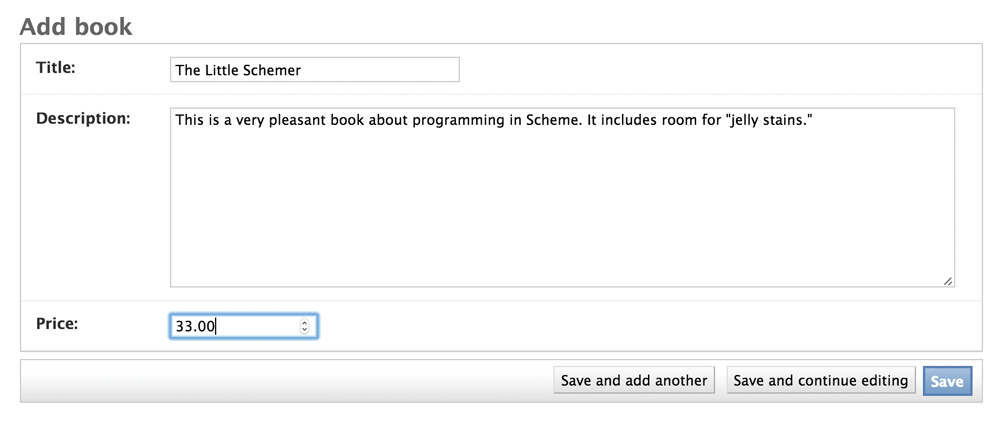 Add book
Title:
The Little Schemer
Description:
This is a very pleasant book about programming in Scheme. It includes room for "jelly stains."
Price:
33.00
Save and add another
Save and continue editing
Save